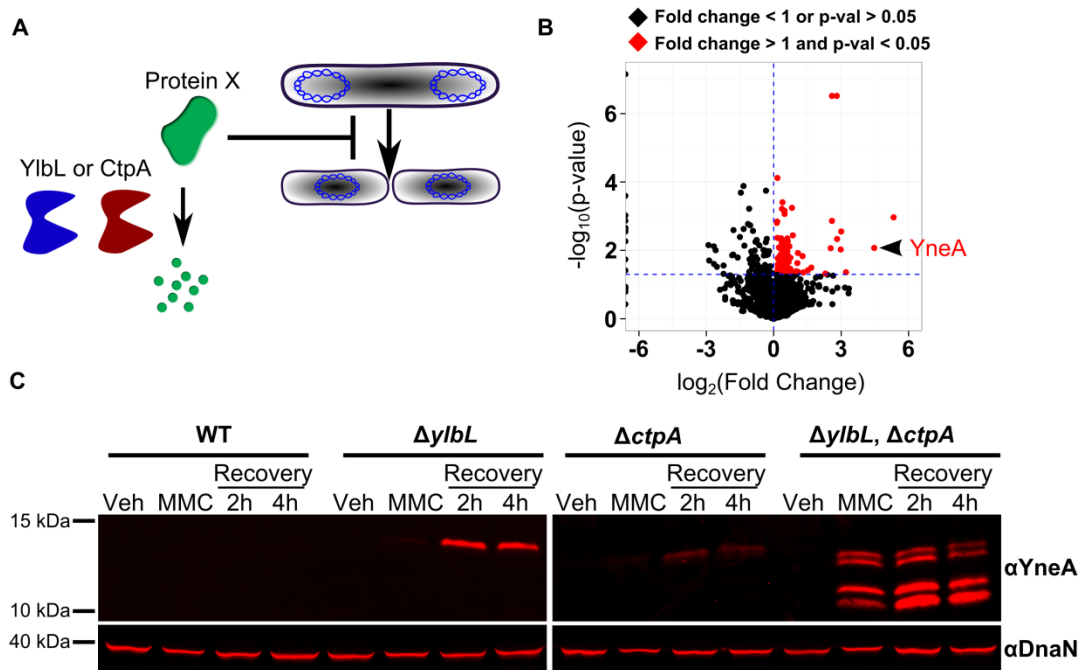 A
Protein X
YlbL or CtpA
B
Fold change < 1 or p-val > 0.05
Fold change > 1 and p-val < 0.05
-log10(p-value)
6
4
2
0
YneA
-6 -3 0 3 6
log2(Fold Change)
C
WT ΔylbL ΔctpA ΔylbL, ΔctpA
Recovery Recovery Recovery Recovery
Veh MMC 2h 4h Veh MMC 2h 4h Veh MMC 2h 4h Veh MMC 2h 4h
15 kDa
αYneA
10 kDa
40 kDa
αDnaN